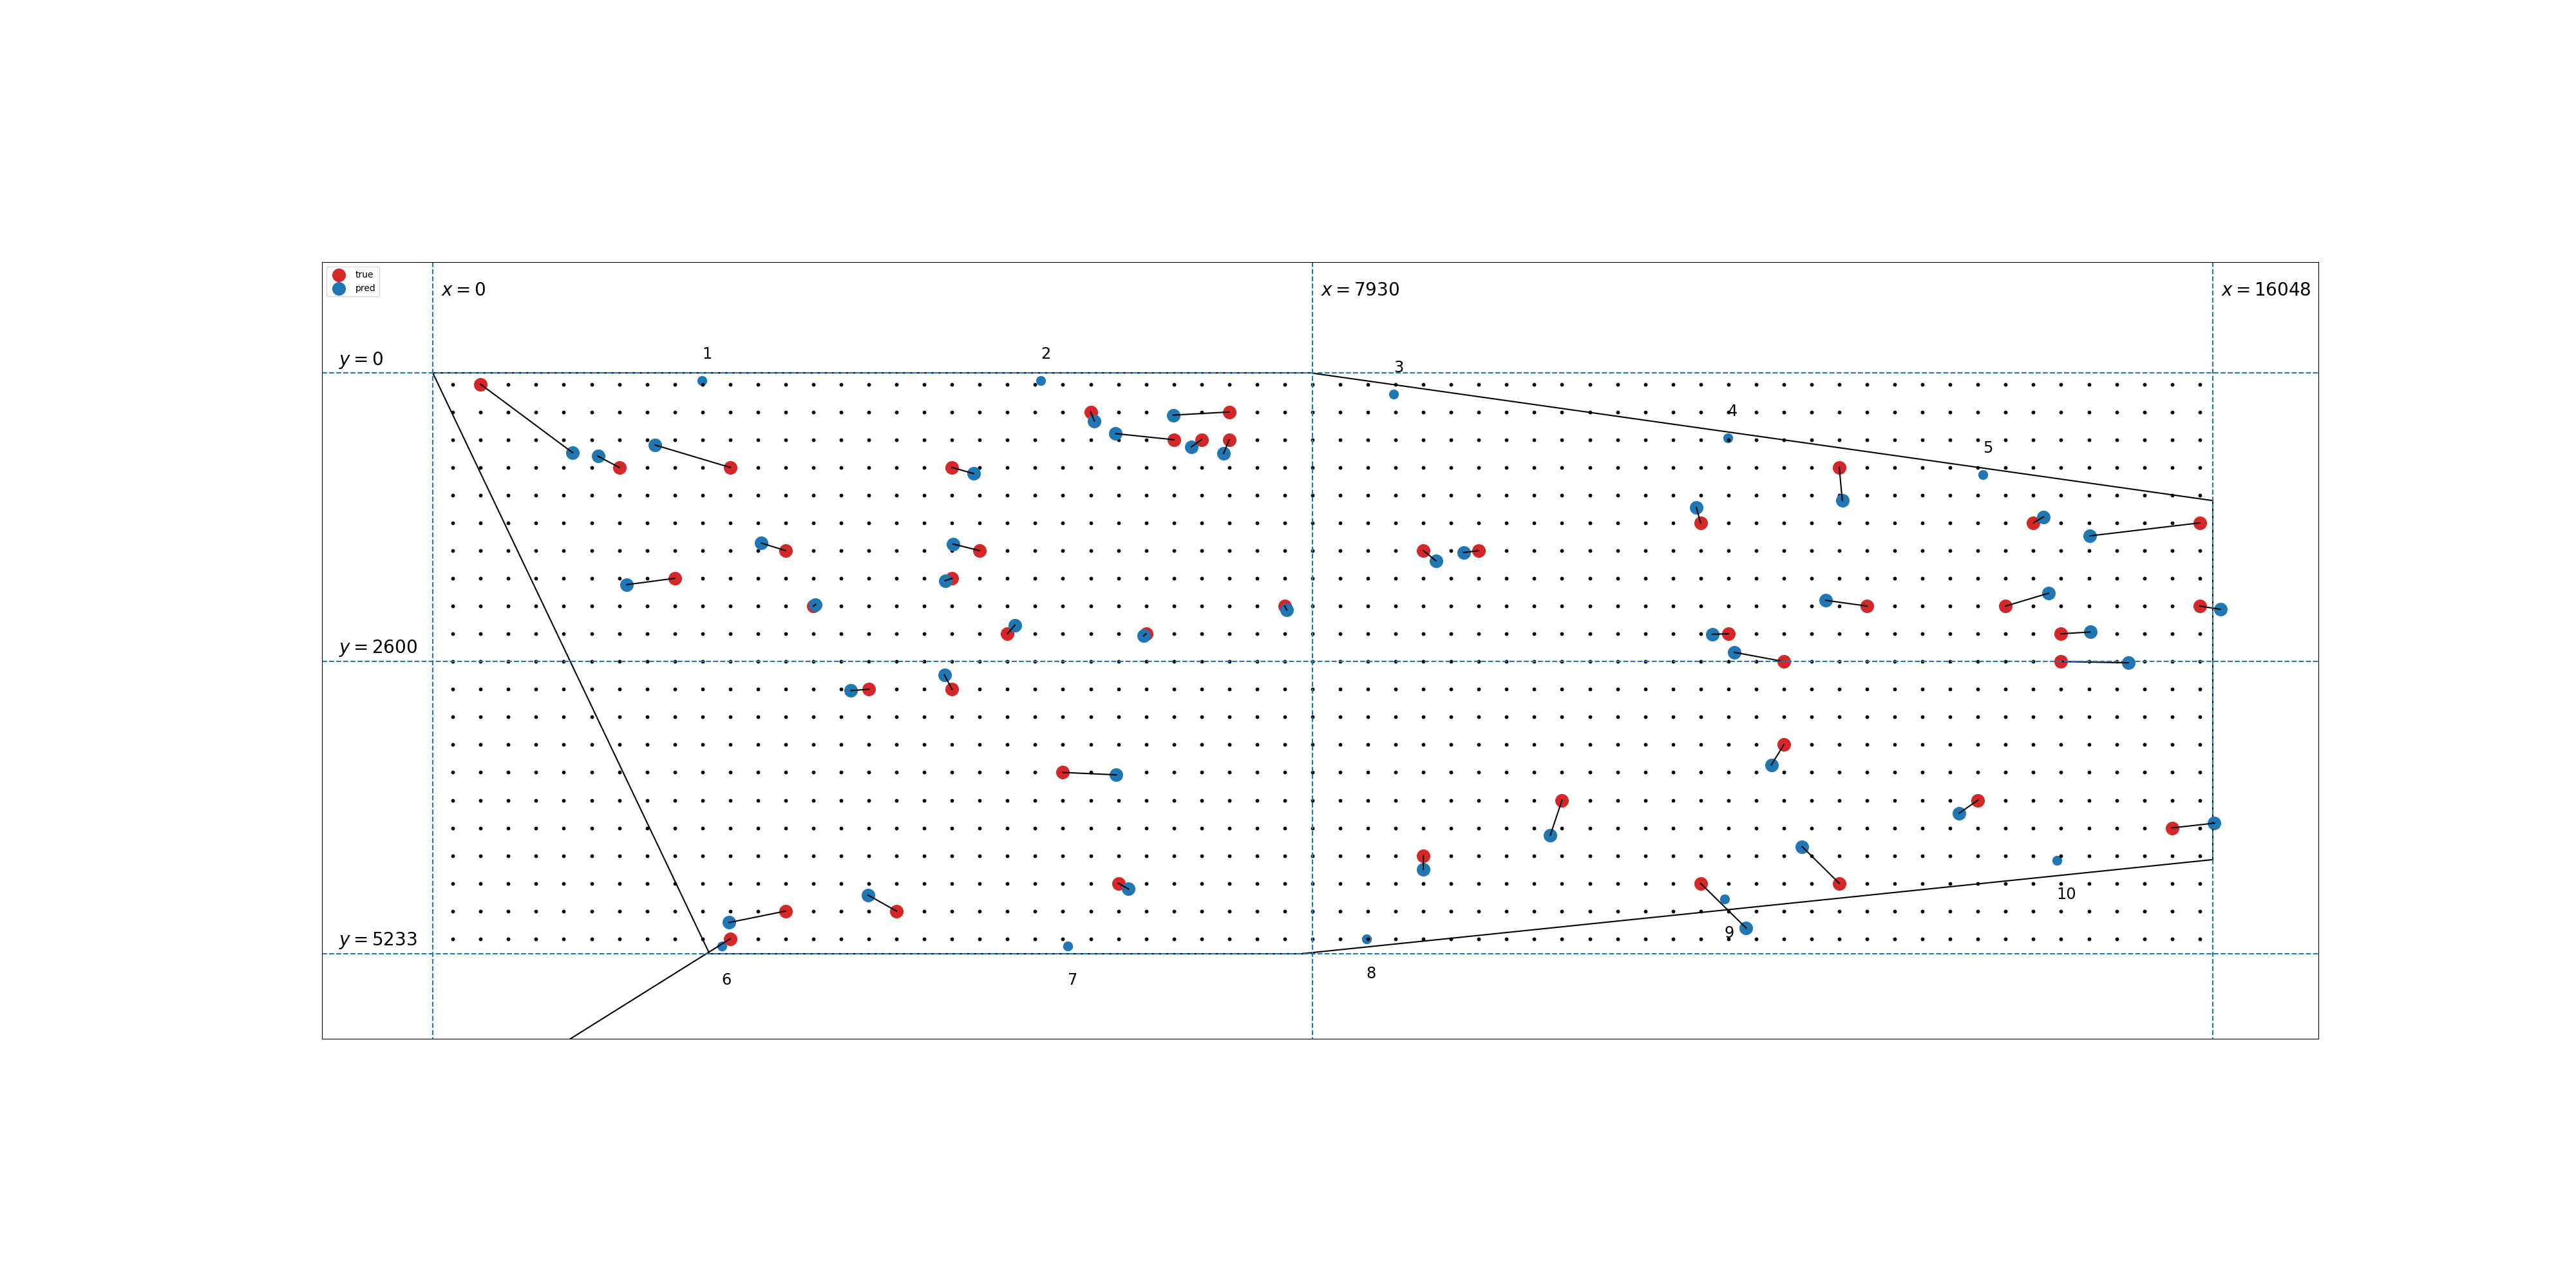 true
pred
x = 0
x = 7930
x = 16048
y = 0
1
2
3
4
5
y = 2600
y = 5233
6
7
8
9
10